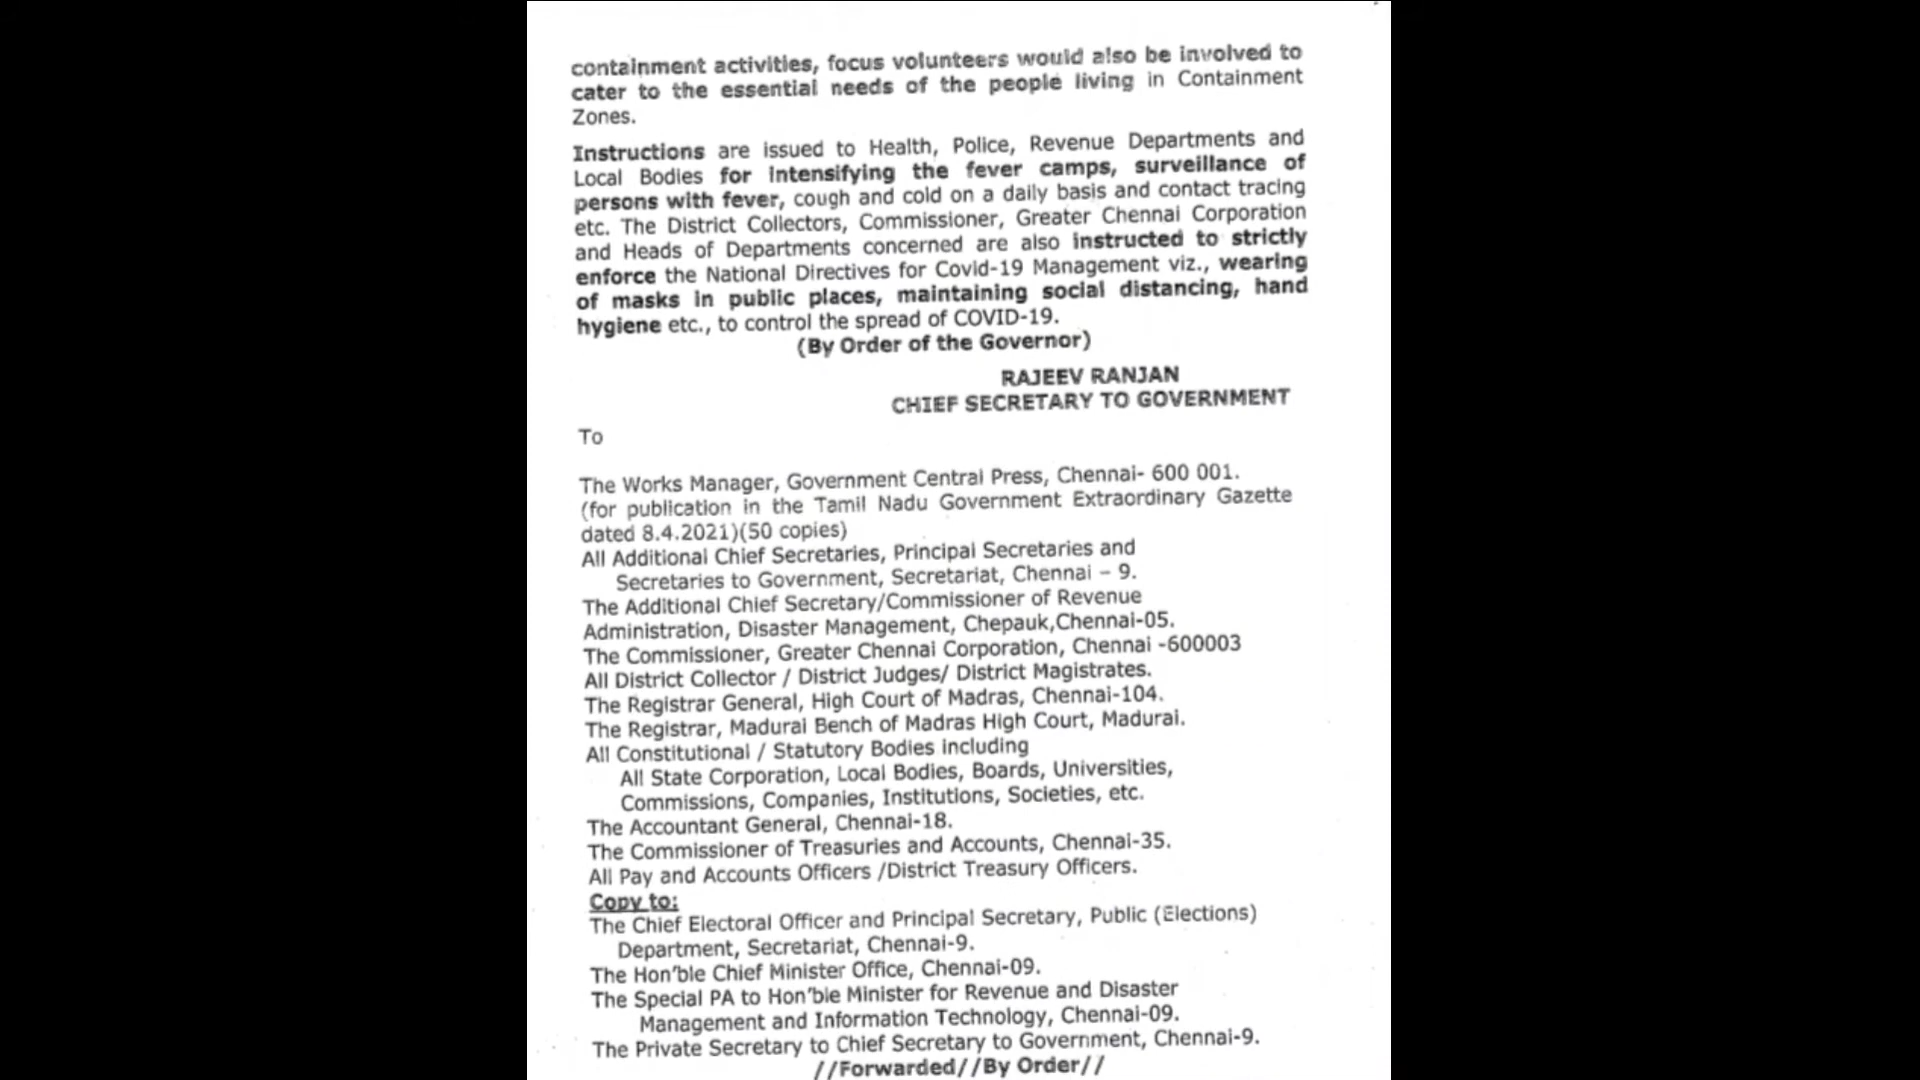 containment activities, focus volunteers would also be involved to
cater to the essential needs of the people living in Containment
Zones.
Instructions are issued to Health, Police, Revenue Departments and
Local Bodies for intensifying the fever camps, surveillance of
persons with fever, cough and cold on a daily basis and contact tracing
etc. The District Collectors, Commissioner, Greater Chennai Corporation
and Heads of Departments concerned are also instructed to strictly
enforce the National Directives for Covid-19 Management viz., wearing
of masks in public places, maintaining social distancing, hand
hygiene etc., to control the spread of COVID-19.
(By Order of the Governor)
RAJEEV RANJAN
CHIEF SECRETARY TO GOVERNMENT
To
The Works Manager, Government Central Press, Chennai- 600 001.
(for publication in the Tamil Nadu Government Extraordinary Gazette
dated 8.4.2021)(50 copies)
All Additional Chief Secretaries, Principal Secretaries and
Secretaries to Government, Secretariat, Chennai – 9.
The Additional Chief Secretary/Commissioner of Revenue
Administration, Disaster Management, Chepauk,Chennai-05.
The Commissioner, Greater Chennai Corporation, Chennai -600003
All District Collector / District Judges/ District Magistrates.
The Registrar General, High Court of Madras, Chennai-104.
The Registrar, Madurai Bench of Madras High Court, Madurai.
All Constitutional / Statutory Bodies including
All State Corporation, Local Bodies, Boards, Universities,
Commissions, Companies, Institutions, Societies, etc.
The Accountant General, Chennai-18.
The Commissioner of Treasuries and Accounts, Chennai-35.
All Pay and Accounts Officers /District Treasury Officers.
Copy to:
The Chief Electoral Officer and Principal Secretary, Public (Elections)
Department, Secretariat, Chennai-9.
The Hon'ble Chief Minister Office, Chennai-09.
The Special PA to Hon'ble Minister for Revenue and Disaster
Management and Information Technology, Chennai-09.
The Private Secretary to Chief Secretary to Government, Chennai-9.
//Forwarded//By Order//